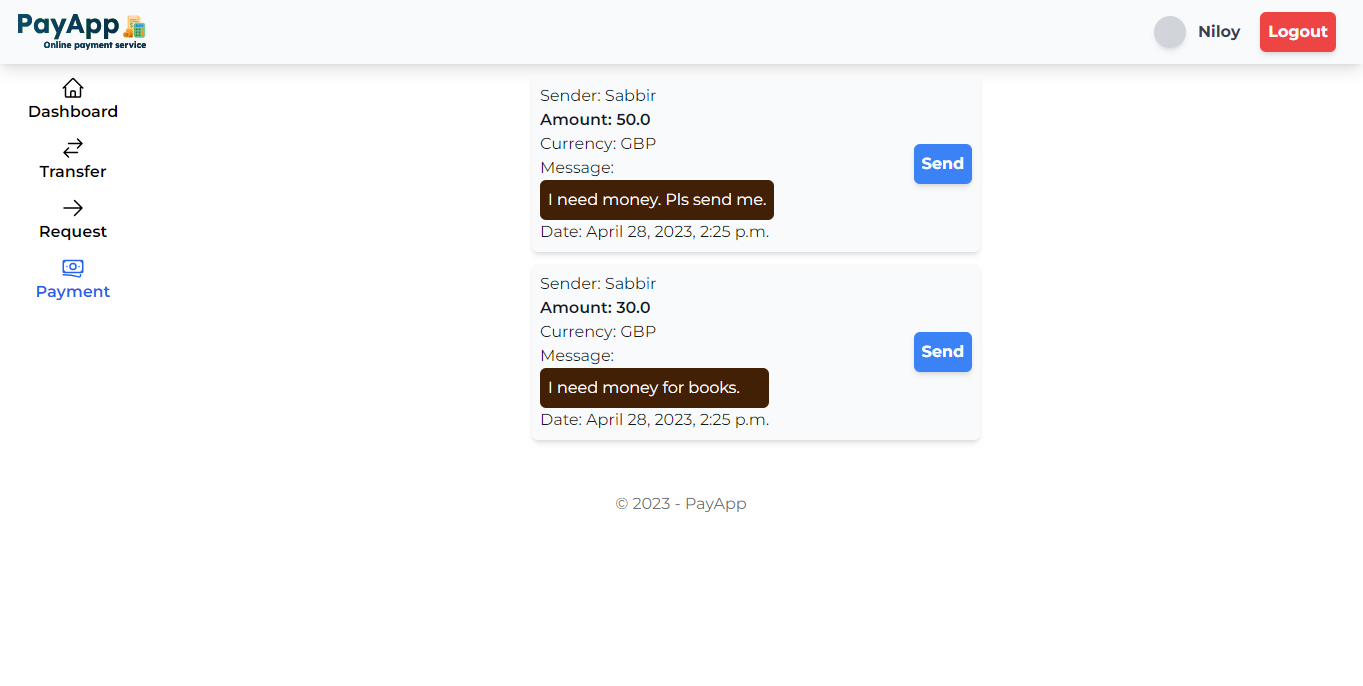 PayApp
Online payment service
Niloy
Logout
Dashboard
Transfer
Request
Payment
Sender: Sabbir
Amount: 50.0
Currency: GBP
Message:
I need money. Pls send me.
Date: April 28, 2023, 2:25 p.m.
Send
Sender: Sabbir
Amount: 30.0
Currency: GBP
Message:
I need money for books.
Date: April 28, 2023, 2:25 p.m.
Send
© 2023 - PayApp